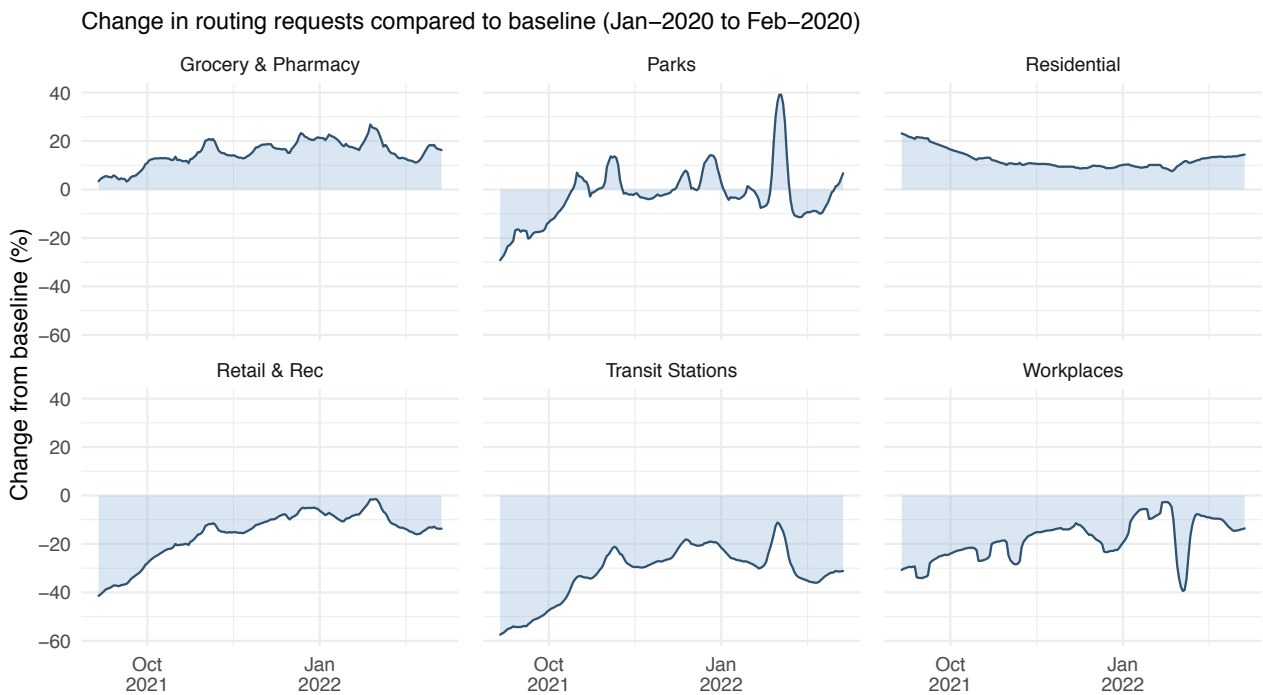 Change in routing requests compared to baseline (Jan−2020 to Feb−2020)
Grocery & Pharmacy
Parks
Residential
40
20
0
−20
−40
−60
Change from baseline (%)
Retail & Rec
Transit Stations
Workplaces
40
20
0
−20
−40
−60
Oct
2021
Jan
2022
Oct
2021
Jan
2022
Oct
2021
Jan
2022